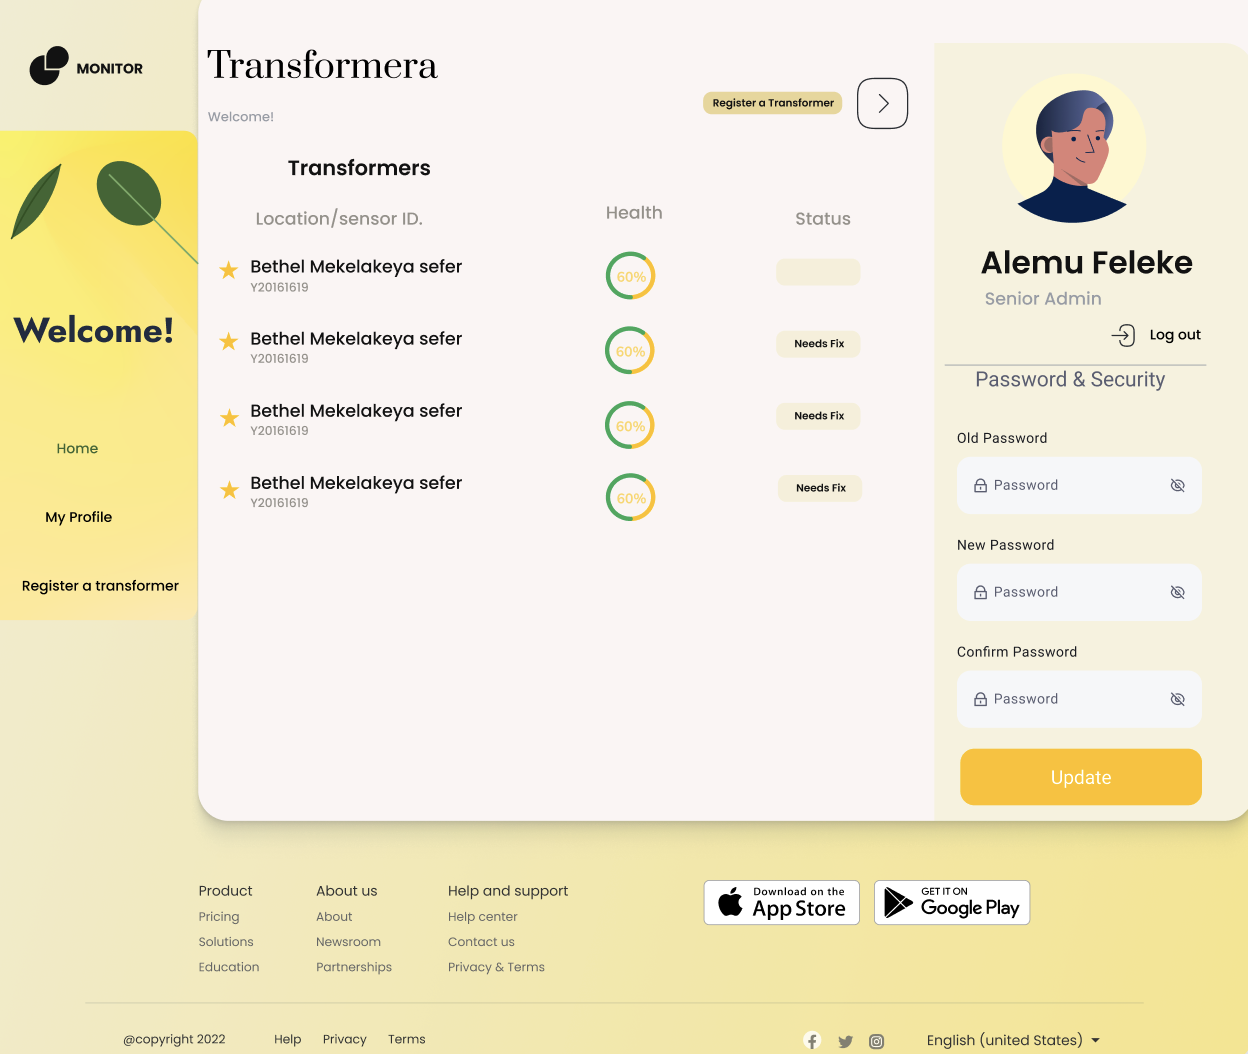 MONITOR
Welcome!
Home
My Profile
Register a transformer
Transformera
Welcome!
Register a Transformer
Transformers
Location/sensor ID.
Health
Status
Bethel Mekelakeya sefer
Y20161619
60%
Bethel Mekelakeya sefer
Y20161619
60%
Needs Fix
Bethel Mekelakeya sefer
Y20161619
60%
Needs Fix
Bethel Mekelakeya sefer
Y20161619
60%
Needs Fix
Alemu Feleke
Senior Admin
Log out
Password & Security
Old Password
Password
New Password
Password
Confirm Password
Password
Update
Product
Pricing
Solutions
Education
About us
About
Newsroom
Partnerships
Help and support
Help center
Contact us
Privacy & Terms
Download on the
App Store
GET IT ON
Google Play
@copyright 2022
Help
Privacy
Terms
English (united States)